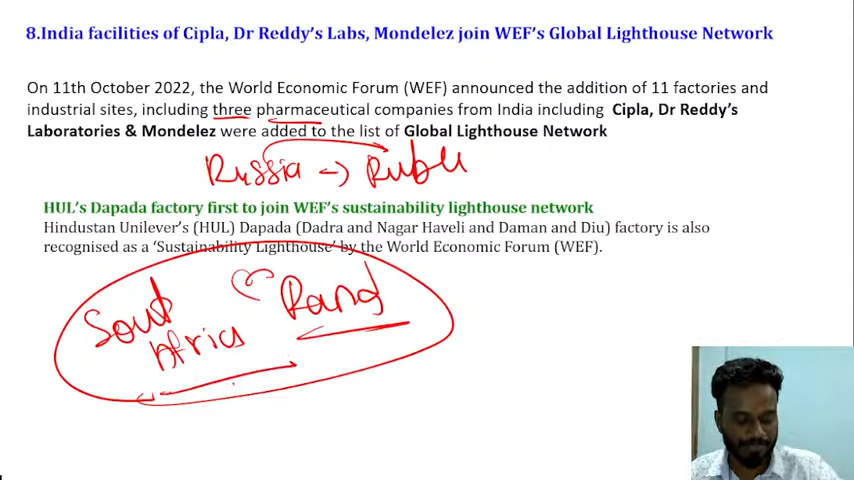 8.India facilities of Cipla, Dr Reddy's Labs, Mondelez join WEF's Global Lighthouse Network
On 11th October 2022, the World Economic Forum (WEF) announced the addition of 11 factories and
industrial sites, including three pharmaceutical companies from India including Cipla, Dr Reddy's
Laboratories & Mondelez were added to the list of Global Lighthouse Network
Russia -> Ruble
HUL's Dapada factory first to join WEF's sustainability lighthouse network
Hindustan Unilever's (HUL) Dapada (Dadra and Nagar Haveli and Daman and Diu) factory is also
recognised as a 'Sustainability Lighthouse' by the World Economic Forum (WEF).
South Rand
Africa